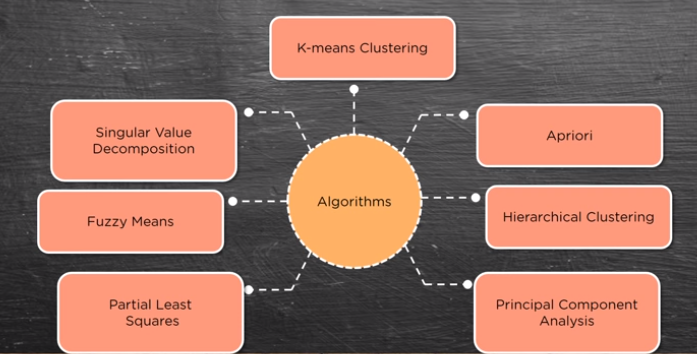 K-means Clustering
Singular Value
Decomposition
Apriori
Algorithms
Fuzzy Means
Hierarchical Clustering
Partial Least
Squares
Principal Component
Analysis